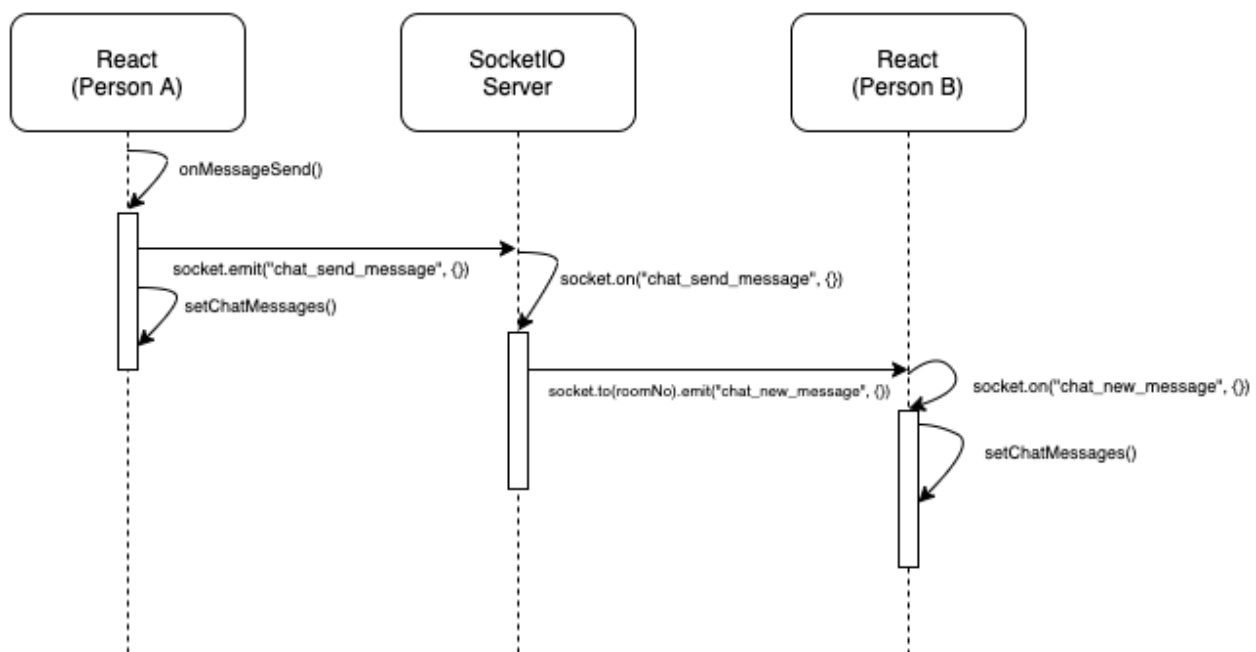 React
(Person A)
SocketIO
Server
React
(Person B)
onMessageSend()
socket.emit("chat_send_message", {})
socket.on("chat_send_message", {})
setChatMessages()
socket.to(roomNo).emit("chat_new_message", {})
socket.on("chat_new_message", {})
setChatMessages()